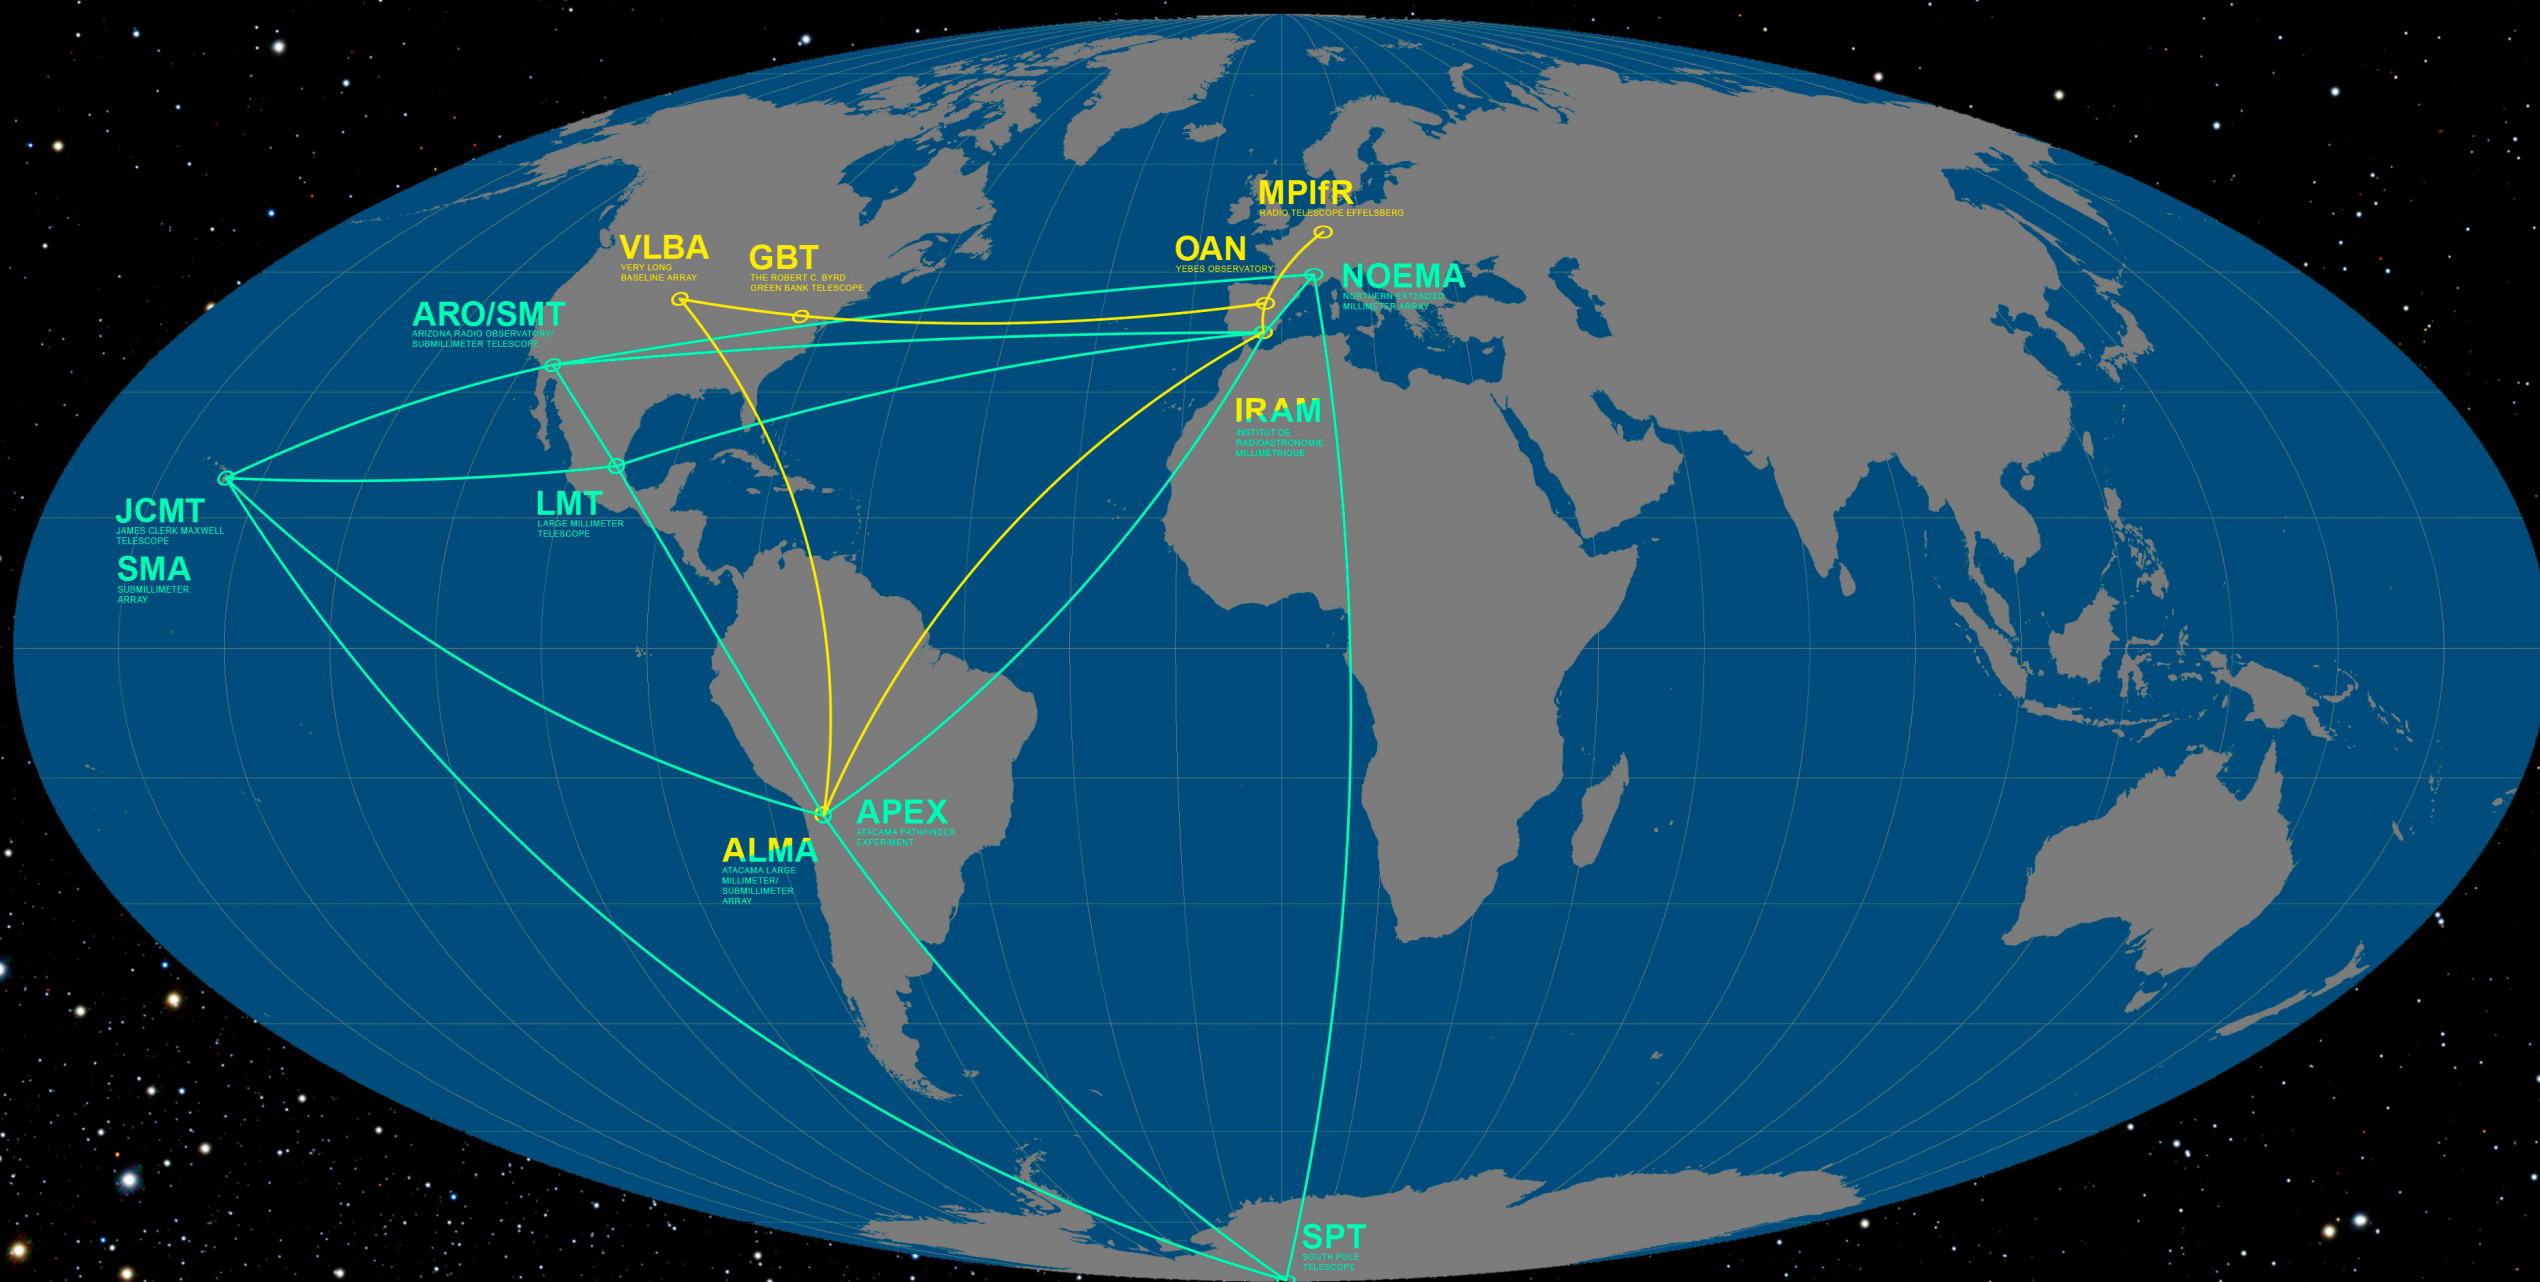 MPIfR
RADIO TELESCOPE EFFELSBERG
VLBA
VERY LONG
BASELINE ARRAY
GBT
THE ROBERT C. BYRD
GREEN BANK TELESCOPE
OAN
YEBES OBSERVATORY
NOEMA
NORTHERN EXTENDED
MILLIMETER ARRAY
ARO/SMT
ARIZONA RADIO OBSERVATORY/
SUBMILLIMETER TELESCOPE
IRAM
INSTITUT DE
RADIOASTRONOMIE
MILLIMETRIQUE
JCMT
JAMES CLERK MAXWELL
TELESCOPE
SMA
SUBMILLIMETER
ARRAY
LMT
LARGE MILLIMETER
TELESCOPE
APEX
ATACAMA PATHFINDER
EXPERIMENT
ALMA
ATACAMA LARGE
MILLIMETER/
SUBMILLIMETER
ARRAY
SPT
SOUTH POLE
TELESCOPE